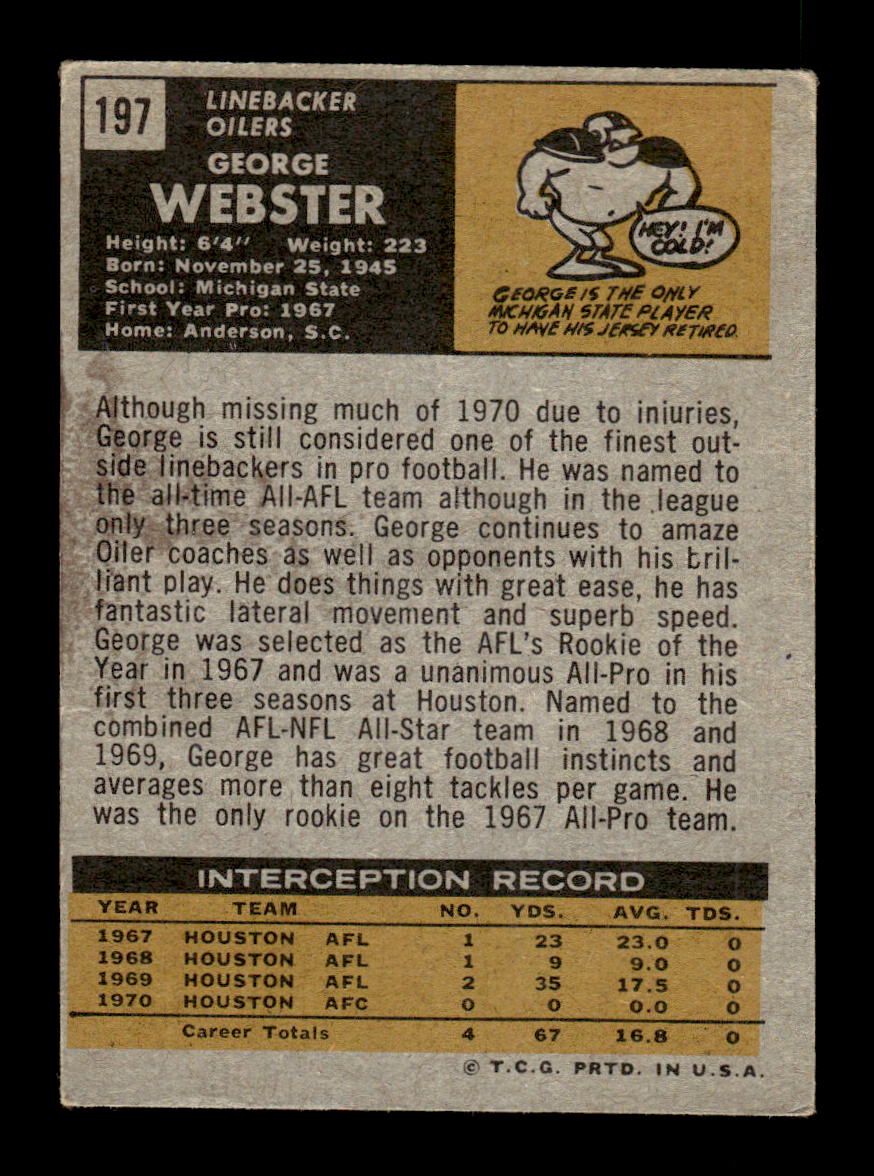 197
LINEBACKER
OILERS
GEORGE
WEBSTER
Height: 6'4" Weight: 223
Born: November 25, 1945
School: Michigan State
First Year Pro: 1967
Home: Anderson, S.C.
HEY! I'M
COLD!
GEORGE IS THE ONLY
MICHIGAN STATE PLAYER
TO HAVE HIS JERSEY RETIRED.
Although missing much of 1970 due to iniuries,
George is still considered one of the finest out-
side linebackers in pro football. He was named to
the all-time All-AFL team although in the league
only three seasons. George continues to amaze
Oiler coaches as well as opponents with his bril-
liant play. He does things with great ease, he has
fantastic lateral movement and superb speed.
George was selected as the AFL's Rookie of the
Year in 1967 and was a unanimous All-Pro in his
first three seasons at Houston. Named to the
combined AFL-NFL All-Star team in 1968 and
1969, George has great football instincts and
averages more than eight tackles per game. He
was the only rookie on the 1967 All-Pro team.
INTERCEPTION RECORD
YEAR TEAM NO. YDS. AVG. TDS.
1967 HOUSTON AFL 1 23 23.0 0
1968 HOUSTON AFL 1 9 9.0 0
1969 HOUSTON AFL 2 35 17.5 0
1970 HOUSTON AFC 0 0 0.0 0
Career Totals 4 67 16.8 0
© T.C.G. PRTD. IN U.S.A.